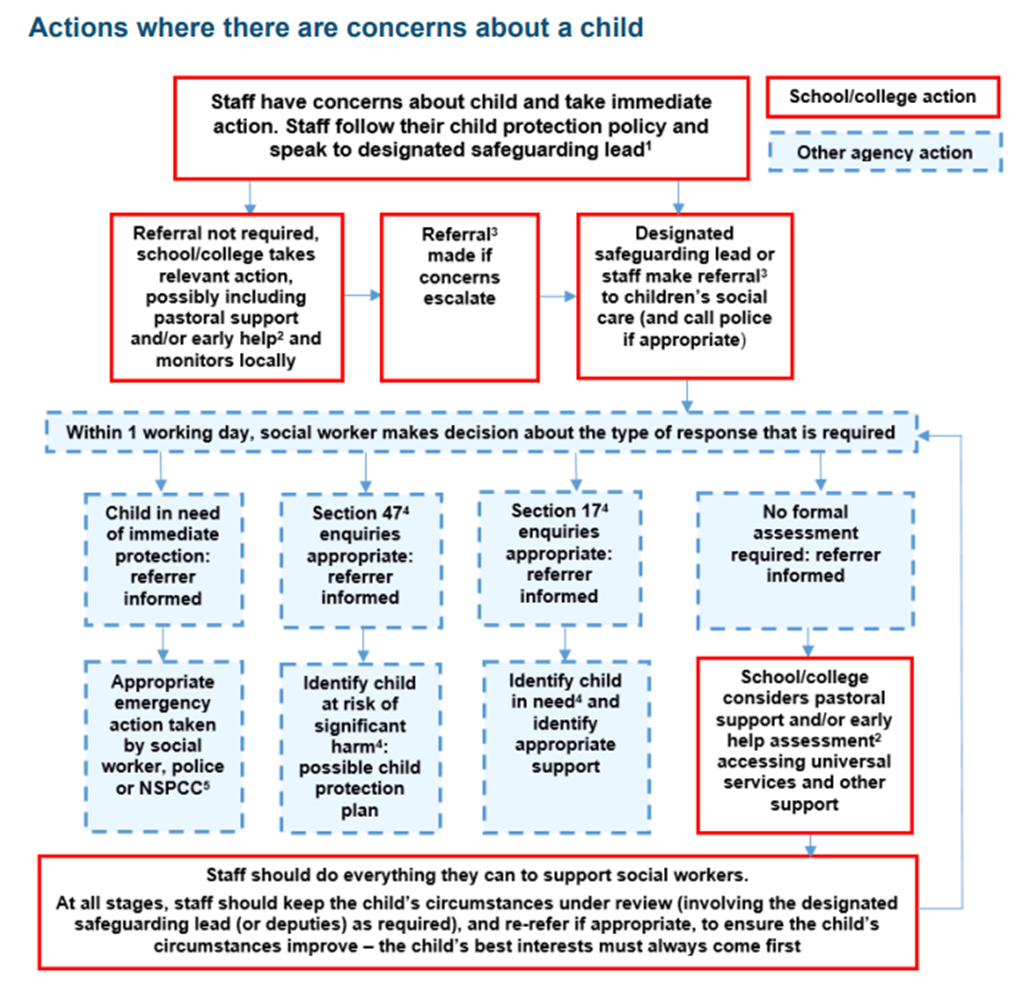 Actions where there are concerns about a child
Staff have concerns about child and take immediate
action. Staff follow their child protection policy and
speak to designated safeguarding lead¹
School/college action
Other agency action
Referral not required,
school/college takes
relevant action,
possibly including
pastoral support
and/or early help² and
monitors locally
Referral³
made if
concerns
escalate
Designated
safeguarding lead or
staff make referral³
to children’s social
care (and call police
if appropriate)
Within 1 working day, social worker makes decision about the type of response that is required
Child in need
of immediate
protection:
referrer
informed
Section 47⁴
enquiries
appropriate:
referrer
informed
Section 17⁴
enquiries
appropriate:
referrer
informed
No formal
assessment
required: referrer
informed
Appropriate
emergency
action taken
by social
worker, police
or NSPCC⁵
Identify child
at risk of
significant
harm⁴:
possible child
protection
plan
Identify child
in need⁴ and
identify
appropriate
support
School/college
considers pastoral
support and/or early
help assessment²
accessing universal
services and other
support
Staff should do everything they can to support social workers.
At all stages, staff should keep the child’s circumstances under review (involving the designated
safeguarding lead (or deputies) as required), and re-refer if appropriate, to ensure the child’s
circumstances improve – the child’s best interests must always come first